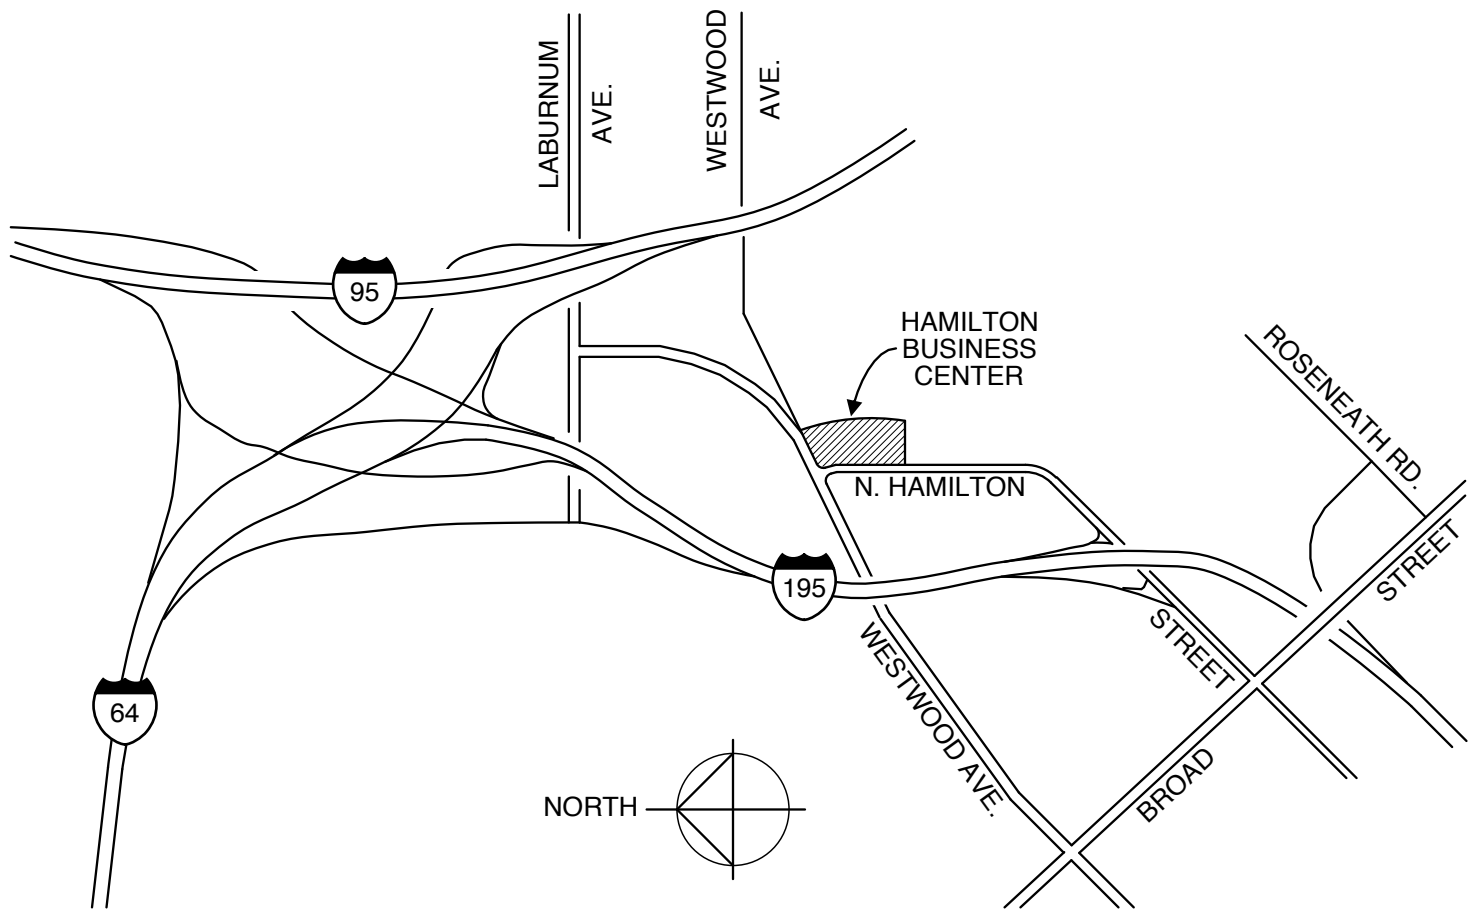 LABURNUM
AVE.
WESTWOOD
AVE.
95
HAMILTON
BUSINESS
CENTER
ROSENEATH RD.
N. HAMILTON
STREET
195
STREET
WESTWOOD AVE.
64
BROAD
NORTH